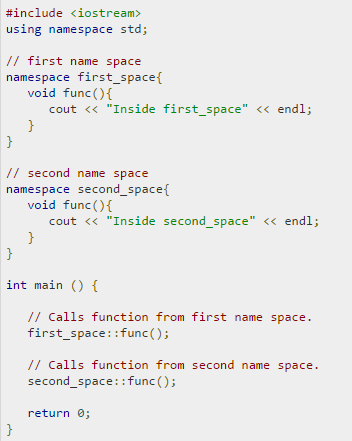 #include <iostream>
using namespace std;

// first name space
namespace first_space{
   void func(){
      cout << "Inside first_space" << endl;
   }
}

// second name space
namespace second_space{
   void func(){
      cout << "Inside second_space" << endl;
   }
}

int main () {

   // Calls function from first name space.
   first_space::func();

   // Calls function from second name space.
   second_space::func();

   return 0;
}